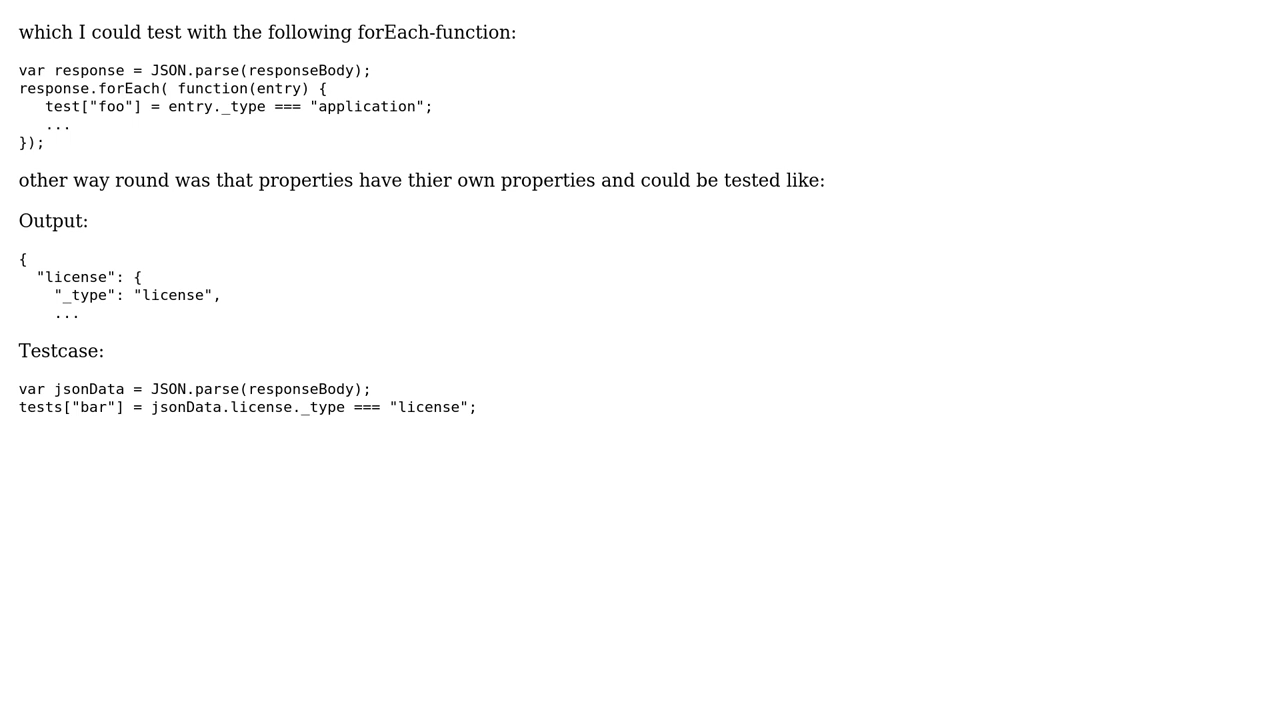 which I could test with the following forEach-function:
var response = JSON.parse(responseBody);
response.forEach( function(entry) {
   test["foo"] = entry._type === "application";
   ...
});
other way round was that properties have thier own properties and could be tested like:
Output:
{
  "license": {
    "_type": "license",
    ...
Testcase:
var jsonData = JSON.parse(responseBody);
tests["bar"] = jsonData.license._type === "license";